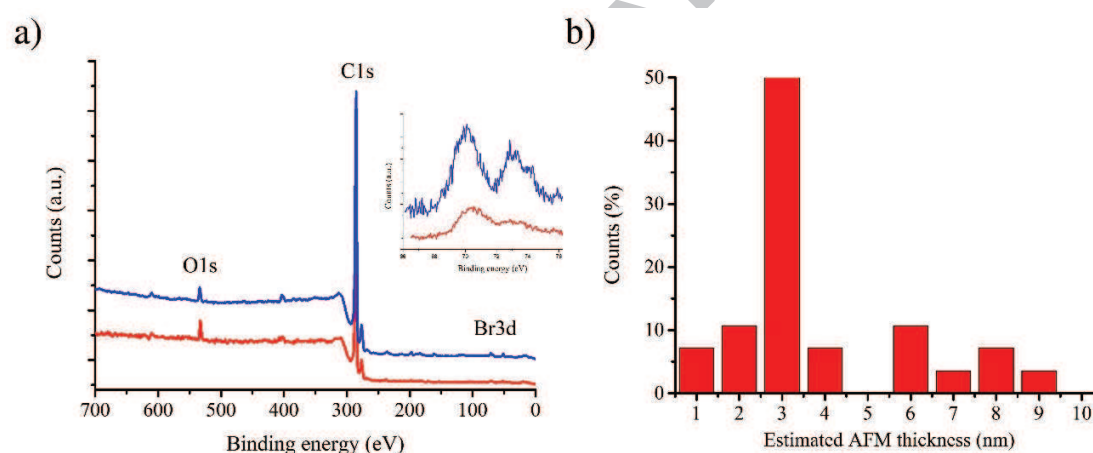 a)
C1s
O1s
Br3d
Counts (a.u.)
700 600 500 400 300 200 100 0
Binding energy (eV)
Counts (a.u.)
Binding energy (eV)
b)
50
40
30
20
10
0
Counts (%)
1 2 3 4 5 6 7 8 9 10
Estimated AFM thickness (nm)